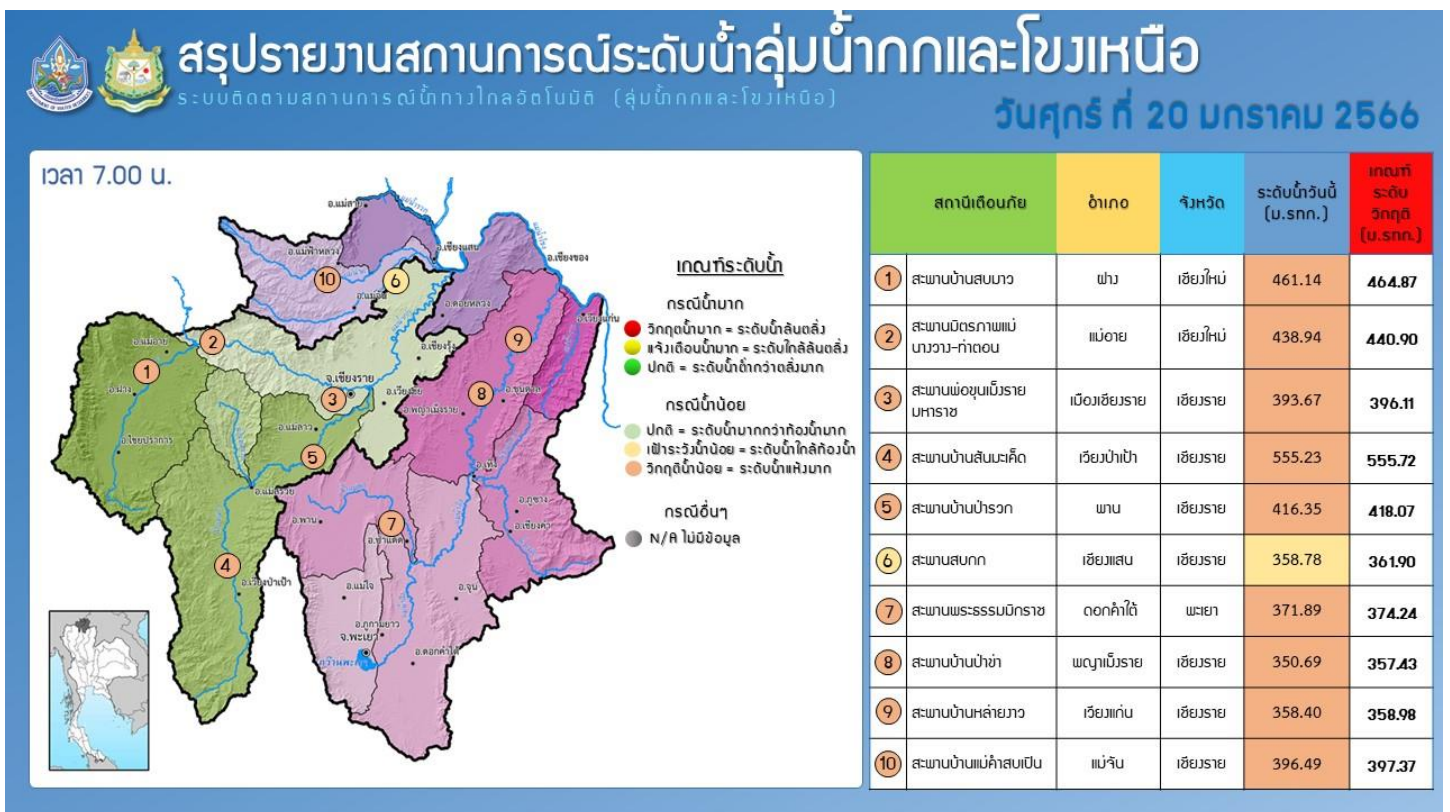 สรุปรายงานสถานการณ์ระดับน้ำลุ่มน้ำกกและโขงเหนือ
ระบบติดตามสถานการณ์น้ำทางไกลอัตโนมัติ (ลุ่มน้ำกกและโขงเหนือ)
วันศุกร์ ที่ 20 มกราคม 2566
เวลา 7.00 น.
อ.แม่สาย
แม่น้ำรวก
แม่น้ำโขง
อ.เชียงแสน
อ.แม่ฟ้าหลวง
อ.เชียงของ
10
6
อ.ดอยหลวง
อ.เวียงแก่น
2
9
อ.แม่อาย
อ.เชียงรุ้ง
1
จ.เชียงราย
อ.ฝาง
3
8
อ.ขุนตาล
อ.พญาเม็งราย
อ.แม่ลาว
อ.ไชยปราการ
5
อ.เทิง
อ.แม่สรวย
อ.ภูซาง
อ.พาน
7
อ.เชียงคำ
อ.ป่าแดด
4
อ.เวียงป่าเป้า
อ.แม่ใจ
อ.จุน
อ.ภูกามยาว
จ.พะเยา
อ.ดอกคำใต้
เกณฑ์ระดับน้ำ
กรณีน้ำมาก
วิกฤตน้ำมาก = ระดับน้ำล้นตลิ่ง
แจ้งเตือนน้ำมาก = ระดับใกล้ล้นตลิ่ง
ปกติ = ระดับน้ำต่ำกว่าตลิ่งมาก
กรณีน้ำน้อย
ปกติ = ระดับน้ำมากกว่าท้องน้ำมาก
เฝ้าระวังน้ำน้อย = ระดับน้ำใกล้ท้องน้ำ
วิกฤติน้ำน้อย = ระดับน้ำแห้งมาก
กรณีอื่นๆ
N/A ไม่มีข้อมูล
สถานีเตือนภัย อำเภอ จังหวัด ระดับน้ำวันนี้ (ม.รทก.) เกณฑ์ระดับวิกฤติ (ม.รทก.)
1 สะพานบ้านสบมาว ฝาง เชียงใหม่ 461.14 464.87
2 สะพานมิตรภาพแม่นางวาง-ท่าตอน แม่อาย เชียงใหม่ 438.94 440.90
3 สะพานพ่อขุนเม็งรายมหาราช เมืองเชียงราย เชียงราย 393.67 396.11
4 สะพานบ้านสันมะเค็ด เวียงป่าเป้า เชียงราย 555.23 555.72
5 สะพานบ้านป่ารวก พาน เชียงราย 416.35 418.07
6 สะพานสบกก เชียงแสน เชียงราย 358.78 361.90
7 สะพานพระธรรมมิกราช ดอกคำใต้ พะเยา 371.89 374.24
8 สะพานบ้านป่าข่า พญาเม็งราย เชียงราย 350.69 357.43
9 สะพานบ้านหล่ายงาว เวียงแก่น เชียงราย 358.40 358.98
10 สะพานบ้านแม่คำสบเปิน แม่จัน เชียงราย 396.49 397.37